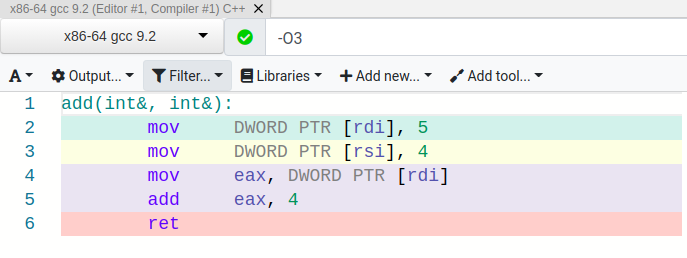 x86-64 gcc 9.2 (Editor #1, Compiler #1) C++ ×
x86-64 gcc 9.2 -O3
A Output... Filter... Libraries + Add new... Add tool...
1 add(int&, int&):
2 mov DWORD PTR [rdi], 5
3 mov DWORD PTR [rsi], 4
4 mov eax, DWORD PTR [rdi]
5 add eax, 4
6 ret